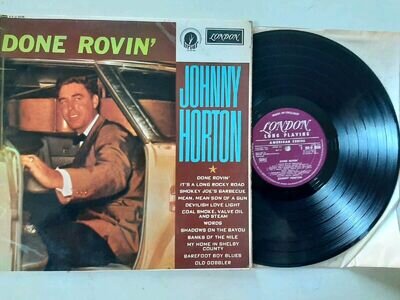 DONE ROVIN'
LONDON
JOHNNY
HORTON
DONE ROVIN'
IT'S A LONG ROCKY ROAD
SMOKEY JOE'S BARBECUE
MEAN, MEAN SON OF A GUN
DEVILISH LOVE LIGHT
COAL SMOKE, VALVE OIL
AND STEAM
WORDS
SHADOWS ON THE BAYOU
BANKS OF THE NILE
MY HOME IN SHELBY
COUNTY
BAREFOOT BOY BLUES
OLD GOBBLER
LONDON
LONG PLAYING
AMERICAN SERIES